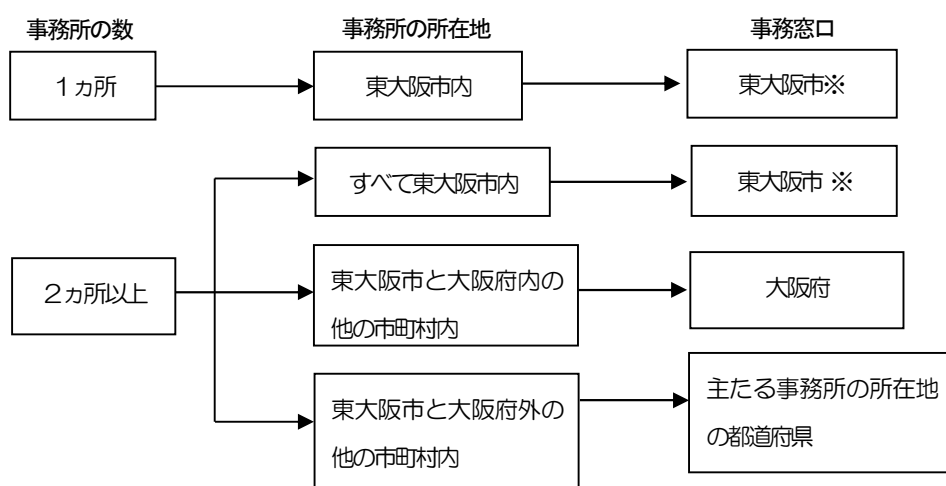 事務所の数
事務所の所在地
事務窓口
１ヵ所
東大阪市内
東大阪市※
すべて東大阪市内
東大阪市 ※
２ヵ所以上
東大阪市と大阪府内の
他の市町村内
大阪府
東大阪市と大阪府外の
他の市町村内
主たる事務所の所在地
の都道府県